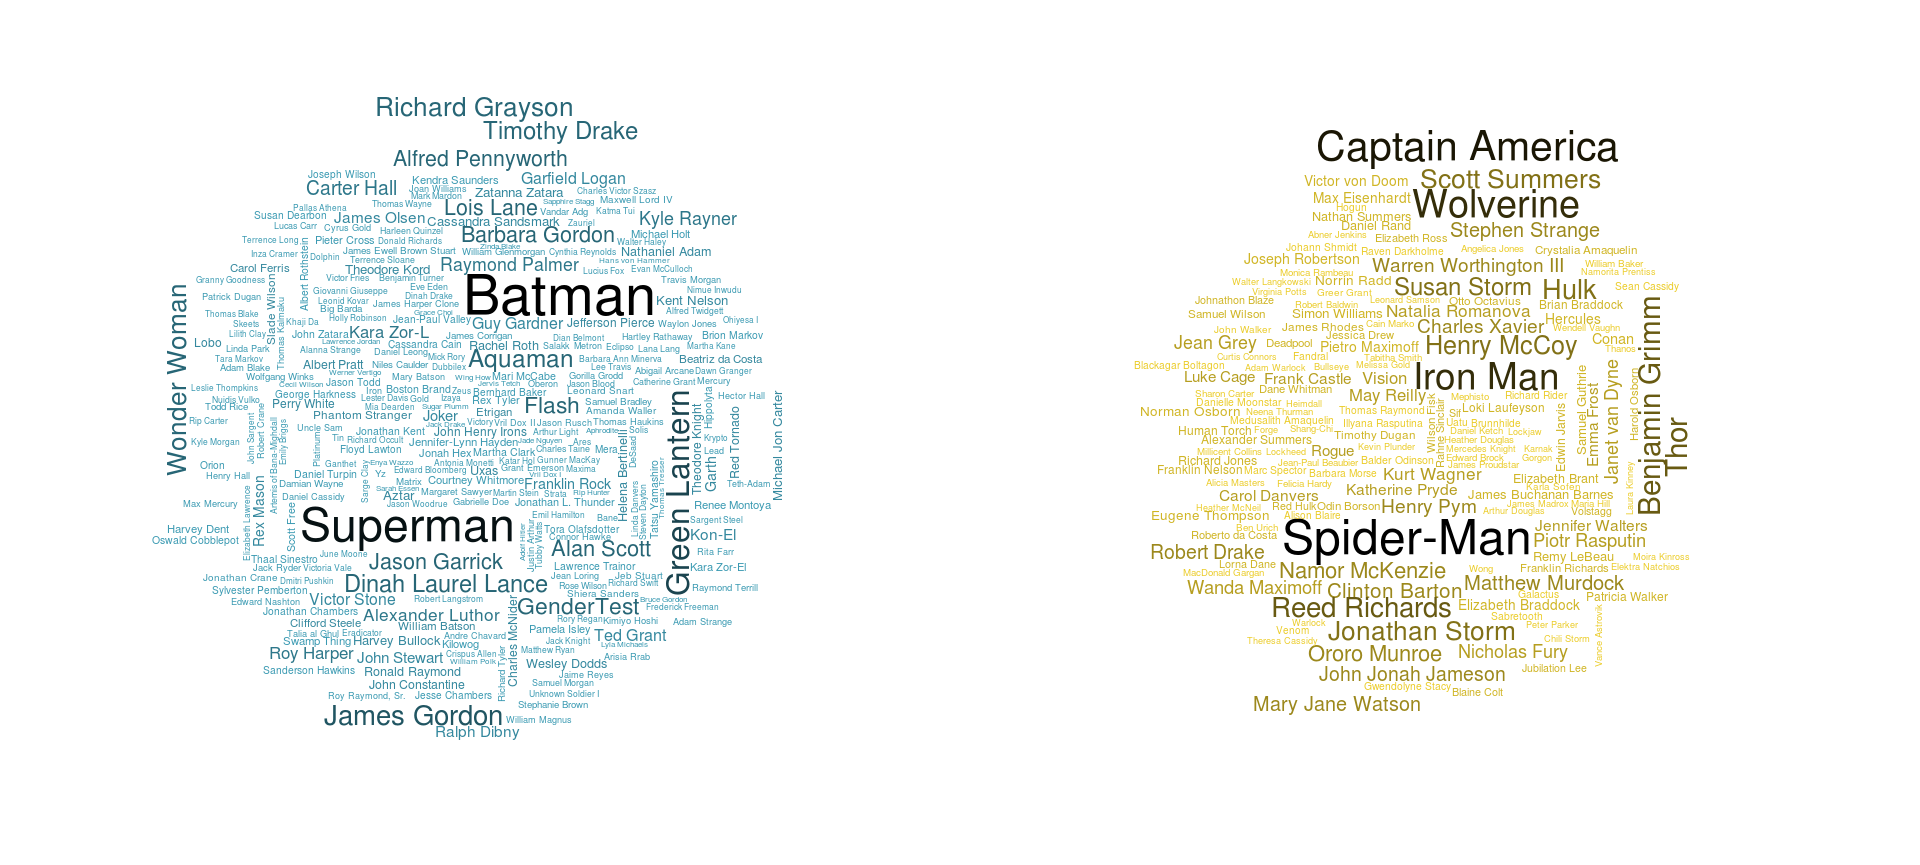 Richard Grayson
Timothy Drake
Alfred Pennyworth
Joseph Wilson
Kendra Saunders
Garfield Logan
Carter Hall
Joan Williams
Mark Mardon
Zatanna Zatara
Charles Victor Szasz
Pallas Athena
Thomas Wayne
Lois Lane
Sapphire Stagg
Maxwell Lord IV
Susan Dearbon
James Olsen
Cassandra Sandsmark
Vandar Adg
Katma Tui
Kyle Rayner
Lucas Carr
Cyrus Gold
Harleen Quinzel
Zauriel
Michael Holt
Terrence Long
Pieter Cross
Donald Richards
Barbara Gordon
Walter Haley
Inza Cramer
Dolphin
James Ewell Brown Stuart
Zinda Blake
William Glenmorgan
Cynthia Reynolds
Nathaniel Adam
Carol Ferris
Albert Rothstein
Terrence Sloane
Theodore Kord
Raymond Palmer
Hans von Hammer
Lucius Fox
Evan McCulloch
Granny Goodness
Victor Fries
Benjamin Turner
Batman
Travis Morgan
Nimue Inwudu
Patrick Dugan
Slade Wilson
Giovanni Giuseppe
Eve Eden
Leonid Kovar
Dinah Drake
James Harper Clone
Kent Nelson
Wonder Woman
Thomas Blake
Thomas Kalmaku
Big Barda
Grace Choi
Alfred Twidgett
Skeets
Khaji Da
Holly Robinson
Jean-Paul Valley
Guy Gardner
Jefferson Pierce
Waylon Jones
Ohiyesa I
Lilith Clay
John Zatara
Kara Zor-L
James Corrigan
Dian Belmont
Hartley Rathaway
Brion Markov
Lobo
Linda Park
Lawrence Jordan
Cassandra Cain
Rachel Roth
Salakk
Metron
Eclipso
Lana Lang
Martha Kane
Tara Markov
Alanna Strange
Daniel Leong
Mick Rory
Aquaman
Barbara Ann Minerva
Beatriz da Costa
Adam Blake
Albert Pratt
Niles Caulder
Dubbilex
Lee Travis
Abigail Arcane
Dawn Granger
Wolfgang Winks
Werner Vertigo
Mary Batson
Wing How
Mari McCabe
Gorilla Grodd
Leslie Thompkins
Cecil Wilson
Jason Todd
Jervis Tetch
Oberon
Jason Blood
Catherine Grant
Mercury
George Harkness
Iron
Boston Brand
Zeus
Bernhard Baker
Leonard Snart
Hector Hall
Nuidis Vulko
Lester Davis
Gold
Izaya
Rex Tyler
Samuel Bradley
Todd Rice
Perry White
Mia Dearden
Sugar Plumm
Flash
Amanda Waller
Rip Carter
Phantom Stranger
Joker
Etrigan
Jason Rusch
Thomas Haukins
Uncle Sam
Jack Drake
Victory
Vril Dox II
Aphrodite
Solis
Jonathan Kent
John Henry Irons
Arthur Light
Kyle Morgan
Tin
Richard Occult
Jennifer-Lynn Hayden
Jade Nguyen
Ares
Krypto
Floyd Lawton
Jonah Hex
Martha Clark
Charles Taine
Mera
Lead
Orion
Ganthet
Enya Wazzo
Antonia Monetti
Katar Hol
Gunner MacKay
Henry Hall
Daniel Turpin
Yz
Edward Bloomberg
Uxas
Grant Emerson
Maxima
Damian Wayne
Matrix
Courtney Whitmore
Vril Dox I
Franklin Rock
Teth-Adam
Max Mercury
Daniel Cassidy
Sarah Essen
Aztar
Margaret Sawyer
Martin Stein
Strata
Rip Hunter
Renee Montoya
Jason Woodrue
Gabrielle Doe
Jonathan L. Thunder
John Sargent
Robert Crane
Artemis of Bana-Mighdall
Emily Briggs
Platinum
Sarge Clay
Helena Bertinelli
DeSaad
Tatsu Yamashiro
Thomas Tresser
Green Lantern
Theodore Knight
Hippolyta
Garth
Red Tornado
Michael Jon Carter
Linda Danvers
Steven Dayton
Harvey Dent
Oswald Cobblepot
Elizabeth Lawrence
Rex Mason
Scott Free
Superman
Emil Hamilton
Bane
Sargent Steel
Adolf Hitler
Justin Arthur
Tubby Watts
Tora Olafsdotter
Connor Hawke
Kon-El
Thaal Sinestro
June Moone
Jason Garrick
Alan Scott
Rita Farr
Jack Ryder
Victoria Vale
Lawrence Trainor
Kara Zor-El
Jonathan Crane
Dmitri Pushkin
Dinah Laurel Lance
Jean Loring
Jeb Stuart
Sylvester Pemberton
Rose Wilson
Richard Swift
Raymond Terrill
Edward Nashton
Victor Stone
Robert Langstrom
Shiera Sanders
Bruce Gordon
Jonathan Chambers
Alexander Luthor
GenderTest
Frederick Freeman
Clifford Steele
William Batson
Charles McNider
Rory Regan
Kimiyo Hoshi
Adam Strange
Talia al Ghul
Eradicator
Andre Chavard
Pamela Isley
Ted Grant
Swamp Thing
Harvey Bullock
Kilowog
Jack Knight
Lyla Michaels
Roy Harper
John Stewart
Crispus Allen
Matthew Ryan
Arisia Rrab
William Polk
Wesley Dodds
Sanderson Hawkins
Ronald Raymond
Richard Tyler
Jaime Reyes
John Constantine
Samuel Morgan
Roy Raymond, Sr.
Jesse Chambers
Unknown Soldier I
James Gordon
Stephanie Brown
William Magnus
Ralph Dibny
Captain America
Victor von Doom
Scott Summers
Max Eisenhardt
Wolverine
Hogun
Nathan Summers
Daniel Rand
Stephen Strange
Abner Jenkins
Elizabeth Ross
Johann Shmidt
Raven Darkholme
Angelica Jones
Crystalia Amaquelin
Joseph Robertson
Warren Worthington III
William Baker
Monica Rambeau
Namorita Prentiss
Walter Langkowski
Norrin Radd
Susan Storm
Hulk
Sean Cassidy
Virginia Potts
Greer Grant
Johnathon Blaze
Robert Baldwin
Leonard Samson
Otto Octavius
Brian Braddock
Samuel Wilson
Simon Williams
Natalia Romanova
Hercules
John Walker
James Rhodes
Cain Marko
Charles Xavier
Wendell Vaughn
Jean Grey
Deadpool
Jessica Drew
Pietro Maximoff
Henry McCoy
Conan
Thanos
Curtis Connors
Fandral
Tabitha Smith
Blackagar Boltagon
Adam Warlock
Bullseye
Melissa Gold
Luke Cage
Frank Castle
Vision
Iron Man
Sharon Carter
Dane Whitman
May Reilly
Mephisto
Richard Rider
Danielle Moonstar
Heimdall
Norman Osborn
Neena Thurman
Thomas Raymond
Sif
Loki Laufeyson
Medusalith Amaquelin
Illyana Rasputina
Uatu
Brunnhilde
Human Torch
Forge
Shang-Chi
Wilson Fisk
Rahne Sinclair
Daniel Ketch
Lockjaw
Alexander Summers
Timothy Dugan
Heather Douglas
Millicent Collins
Lockheed
Rogue
Kevin Plunder
Mercedes Knight
Karnak
Richard Jones
Jean-Paul Beaubier
Balder Odinson
Edward Brock
Gorgon
Franklin Nelson
Marc Spector
Barbara Morse
James Proudstar
Alicia Masters
Felicia Hardy
Kurt Wagner
Elizabeth Brant
Carol Danvers
Katherine Pryde
Karla Sofen
James Buchanan Barnes
Heather McNeil
Red Hulk
Odin Borson
Henry Pym
James Madrox
Maria Hill
Eugene Thompson
Alison Blaire
Arthur Douglas
Volstagg
Edwin Jarvis
Samuel Guthrie
Emma Frost
Janet van Dyne
Harold Osborn
Laura Kinney
Benjamin Grimm
Thor
Ben Urich
Spider-Man
Jennifer Walters
Roberto da Costa
Piotr Rasputin
Robert Drake
Remy LeBeau
Moira Kinross
Lorna Dane
Wong
Franklin Richards
Elektra Natchios
MacDonald Gargan
Namor McKenzie
Wanda Maximoff
Clinton Barton
Matthew Murdock
Galactus
Patricia Walker
Reed Richards
Elizabeth Braddock
Sabretooth
Warlock
Peter Parker
Venom
Jonathan Storm
Chili Storm
Theresa Cassidy
Vance Astrovik
Ororo Munroe
Nicholas Fury
John Jonah Jameson
Jubilation Lee
Gwendolyne Stacy
Blaine Colt
Mary Jane Watson